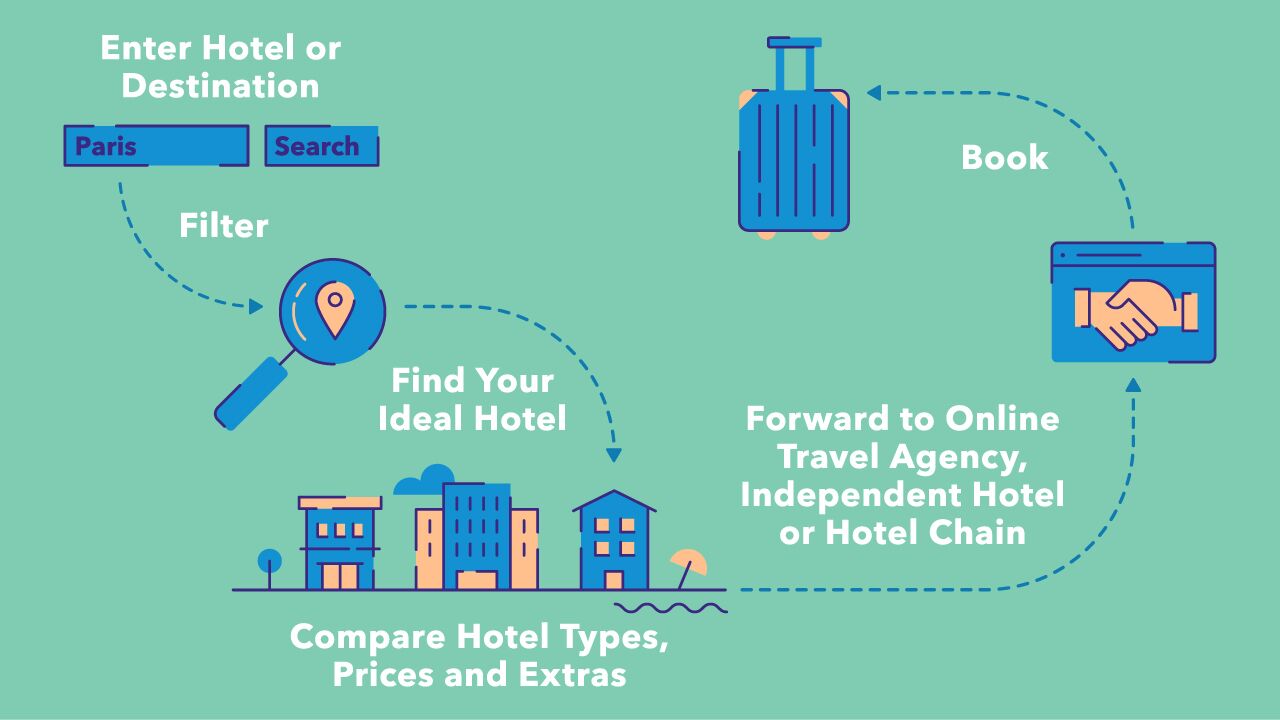 Enter Hotel or
Destination
Paris
Search
Filter
Find Your
Ideal Hotel
Compare Hotel Types,
Prices and Extras
Forward to Online
Travel Agency,
Independent Hotel
or Hotel Chain
Book